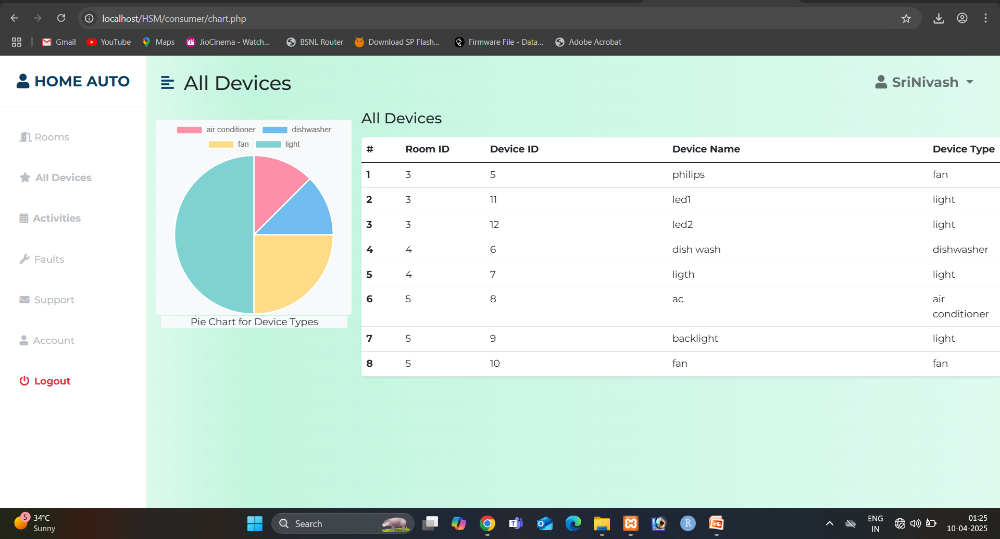 localhost/HSM/consumer/chart.php
Gmail YouTube Maps JioCinema - Watch... BSNL Router Download SP Flash... Firmware File - Data... Adobe Acrobat
HOME AUTO
All Devices
SriNivash
Rooms
All Devices
Activities
Faults
Support
Account
Logout
air conditioner dishwasher
fan light
Pie Chart for Device Types
All Devices
# Room ID Device ID Device Name Device Type
1 3 5 philips fan
2 3 11 led1 light
3 3 12 led2 light
4 4 6 dish wash dishwasher
5 4 7 ligth light
6 5 8 ac air
conditioner
7 5 9 backlight light
8 5 10 fan fan
5
34°C
Sunny
Search
ENG
IN
01:25
10-04-2025